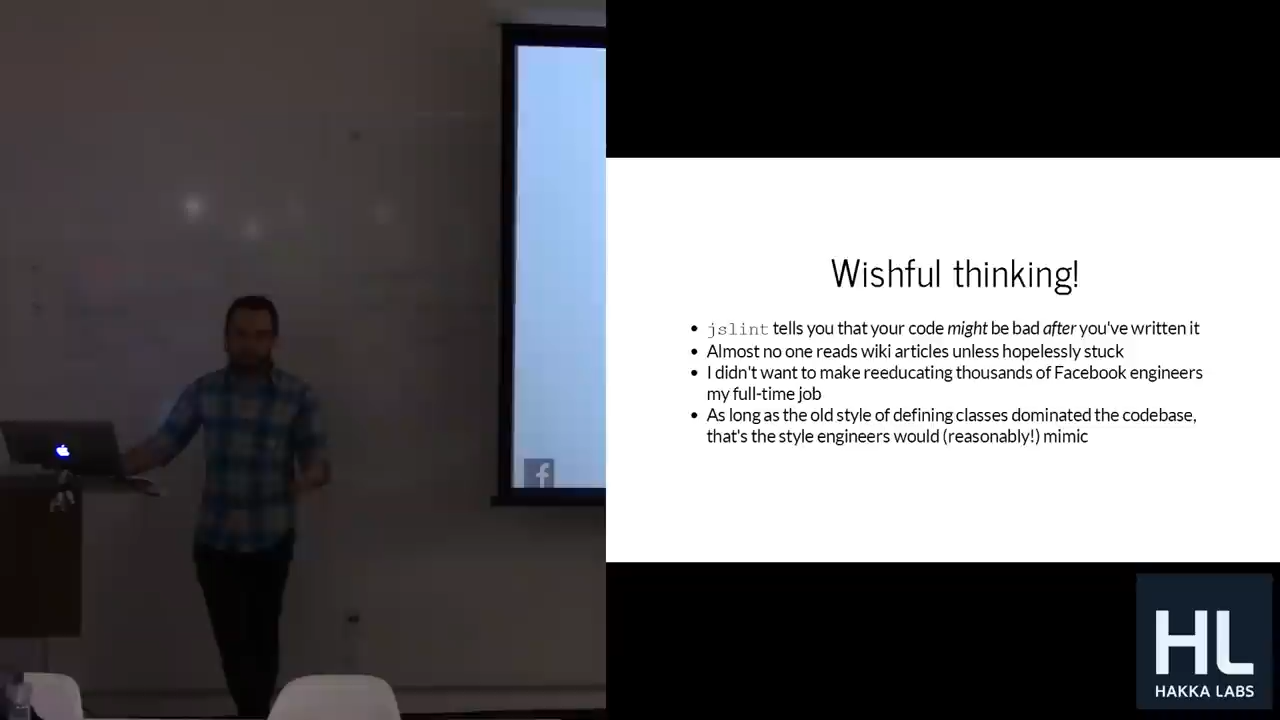 Wishful thinking!
jslint tells you that your code might be bad after you've written it
Almost no one reads wiki articles unless hopelessly stuck
I didn't want to make reeducating thousands of Facebook engineers
my full-time job
As long as the old style of defining classes dominated the codebase,
that's the style engineers would (reasonably!) mimic
f
HL
HAKKA LABS